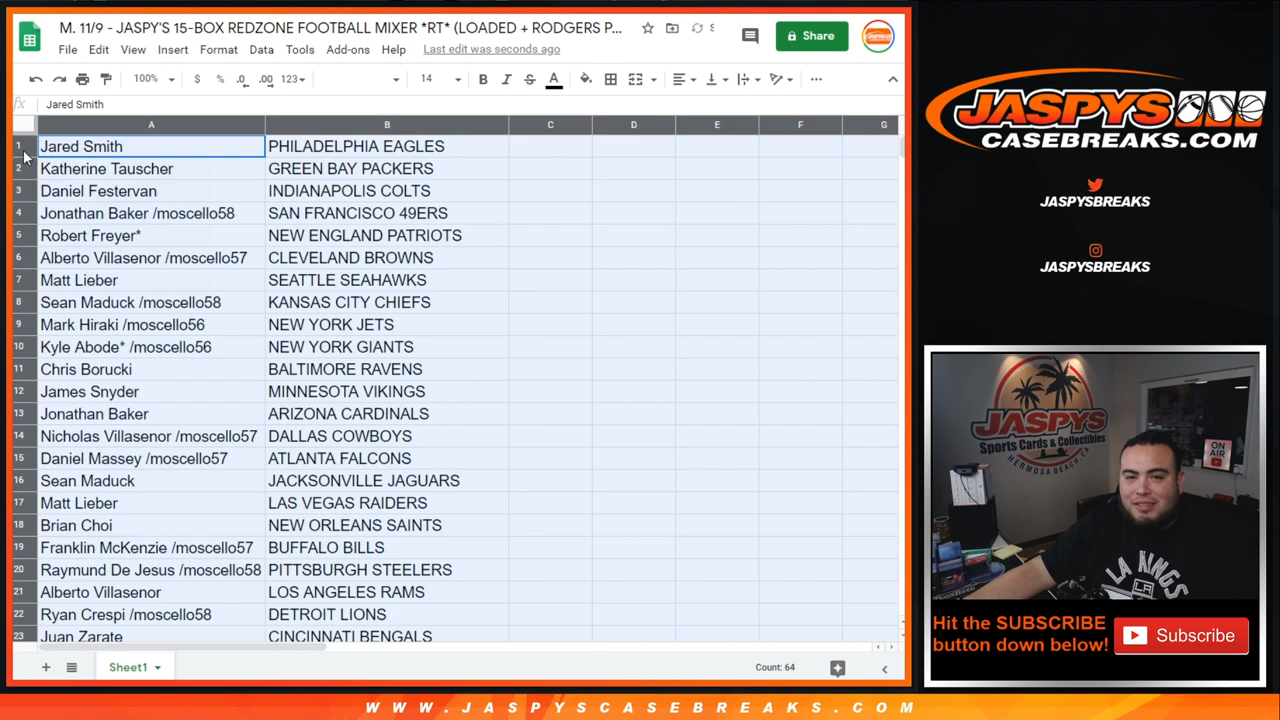 M. 11/9 - JASPY'S 15-BOX REDZONE FOOTBALL MIXER *RT* (LOADED + RODGERS P...
File Edit View Insert Format Data Tools Add-ons Help Last edit was seconds ago
Share
100% $ % .0 .00 123 14 B I S A
fx Jared Smith
A B C D E F G
1 Jared Smith PHILADELPHIA EAGLES
2 Katherine Tauscher GREEN BAY PACKERS
3 Daniel Festervan INDIANAPOLIS COLTS
4 Jonathan Baker /moscello58 SAN FRANCISCO 49ERS
5 Robert Freyer* NEW ENGLAND PATRIOTS
6 Alberto Villasenor /moscello57 CLEVELAND BROWNS
7 Matt Lieber SEATTLE SEAHAWKS
8 Sean Maduck /moscello58 KANSAS CITY CHIEFS
9 Mark Hiraki /moscello56 NEW YORK JETS
10 Kyle Abode* /moscello56 NEW YORK GIANTS
11 Chris Borucki BALTIMORE RAVENS
12 James Snyder MINNESOTA VIKINGS
13 Jonathan Baker ARIZONA CARDINALS
14 Nicholas Villasenor /moscello57 DALLAS COWBOYS
15 Daniel Massey /moscello57 ATLANTA FALCONS
16 Sean Maduck JACKSONVILLE JAGUARS
17 Matt Lieber LAS VEGAS RAIDERS
18 Brian Choi NEW ORLEANS SAINTS
19 Franklin McKenzie /moscello57 BUFFALO BILLS
20 Raymund De Jesus /moscello58 PITTSBURGH STEELERS
21 Alberto Villasenor LOS ANGELES RAMS
22 Ryan Crespi /moscello58 DETROIT LIONS
23 Juan Zarate CINCINNATI BENGALS
Sheet1
Count: 64
JASPYS
CASEBREAKS.COM
JASPYSBREAKS
JASPYSBREAKS
JASPYS
Sports Cards & Collectibles
HERMOSA BEACH, CA
ON AIR
LA KINGS
LA
Hit the SUBSCRIBE
button down below!
Subscribe
WWW.JASPYSCASEBREAKS.COM